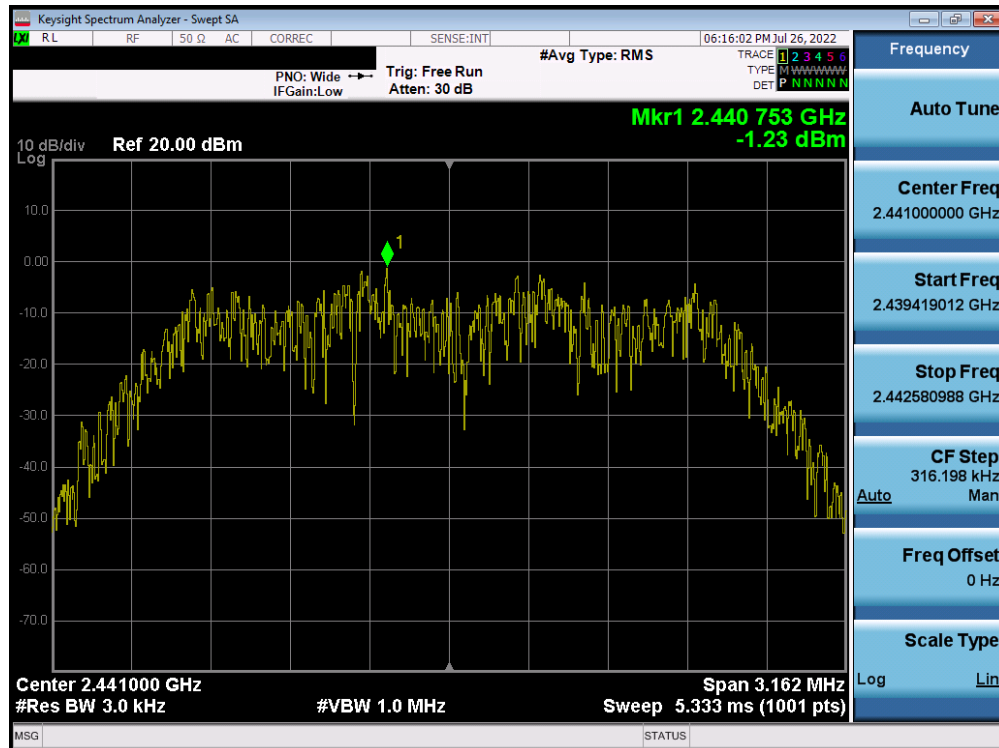 Keysight Spectrum Analyzer - Swept SA
LXI RL RF 50 Ω AC CORREC SENSE:INT 06:16:02 PM Jul 26, 2022
#Avg Type: RMS TRACE 1 2 3 4 5 6
PNO: Wide Trig: Free Run TYPE M WWWWW
IFGain:Low Atten: 30 dB DET P N N N N N
Mkr1 2.440 753 GHz
-1.23 dBm
10 dB/div Ref 20.00 dBm
Log
1
10.0
0.00
-10.0
-20.0
-30.0
-40.0
-50.0
-60.0
-70.0
Center 2.441000 GHz Span 3.162 MHz
#Res BW 3.0 kHz #VBW 1.0 MHz Sweep 5.333 ms (1001 pts)
MSG STATUS
Frequency
Auto Tune
Center Freq
2.441000000 GHz
Start Freq
2.439419012 GHz
Stop Freq
2.442580988 GHz
CF Step
316.198 kHz
Auto Man
Freq Offset
0 Hz
Scale Type
Log Lin